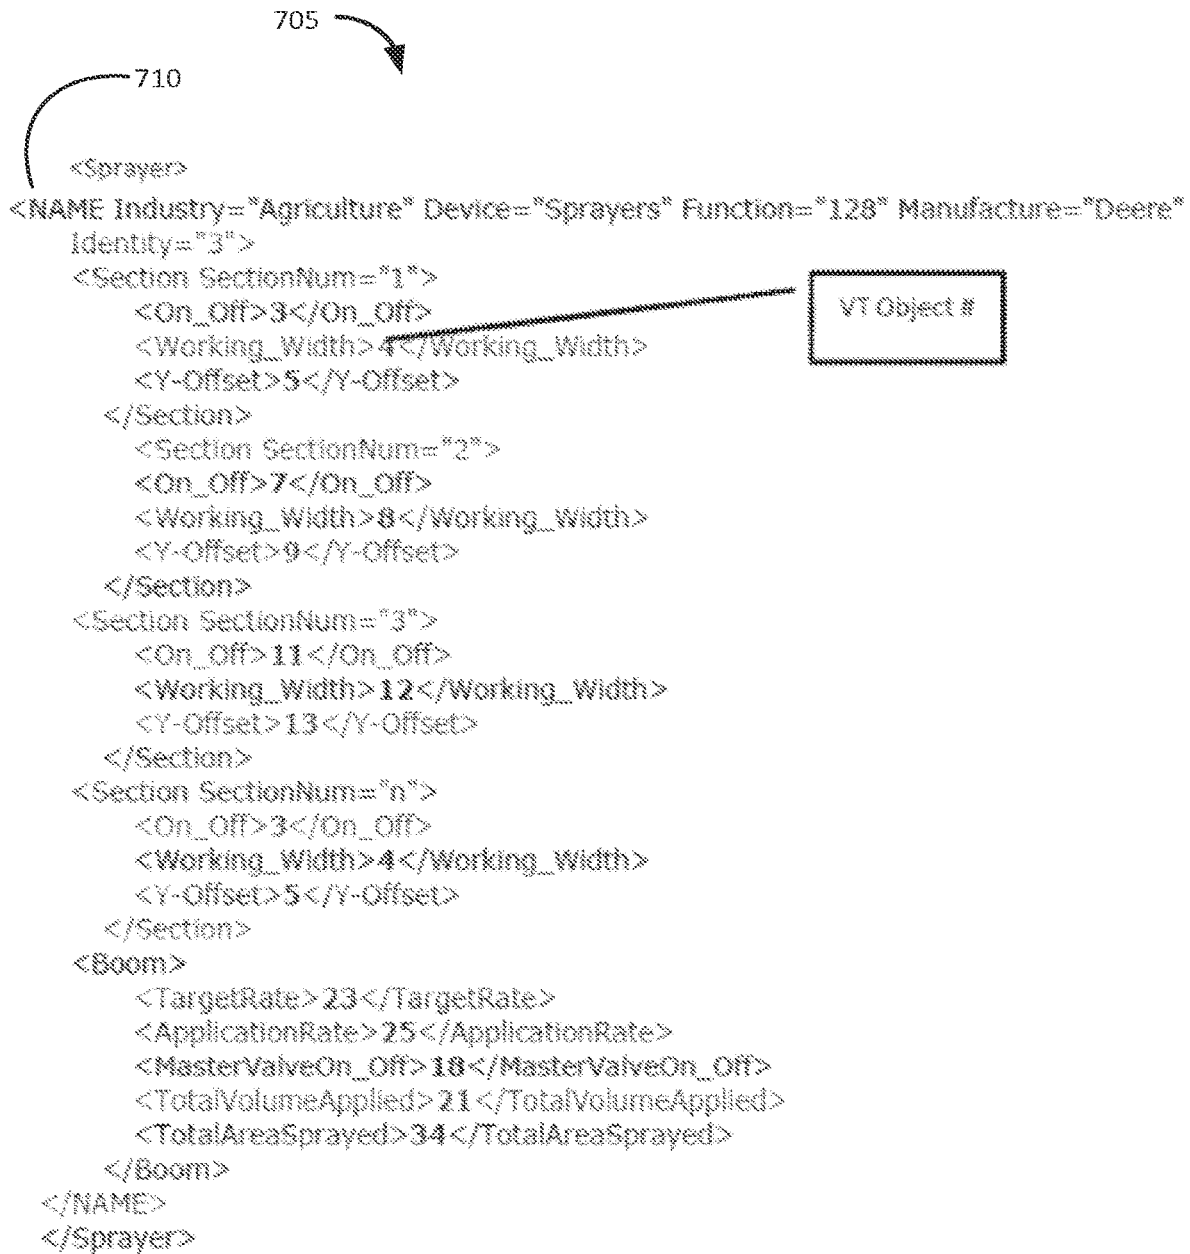 705
710
<Sprayer>
<NAME Industry="Agriculture" Device="Sprayers" Function="128" Manufacture="Deere"
Identity="3">
<Section SectionNum="1">
<On_Off>3</On_Off>
VT Object #
<Working_Width>4</Working_Width>
<Y-Offset>5</Y-Offset>
</Section>
<Section SectionNum="2">
<On_Off>7</On_Off>
<Working_Width>8</Working_Width>
<Y-Offset>9</Y-Offset>
</Section>
<Section SectionNum="3">
<On_Off>11</On_Off>
<Working_Width>12</Working_Width>
<Y-Offset>13</Y-Offset>
</Section>
<Section SectionNum="n">
<On_Off>3</On_Off>
<Working_Width>4</Working_Width>
<Y-Offset>5</Y-Offset>
</Section>
<Boom>
<TargetRate>23</TargetRate>
<ApplicationRate>25</ApplicationRate>
<MasterValveOn_Off>18</MasterValveOn_Off>
<TotalVolumeApplied>21</TotalVolumeApplied>
<TotalAreaSprayed>34</TotalAreaSprayed>
</Boom>
</NAME>
</Sprayer>